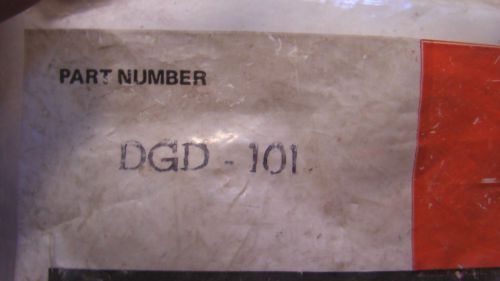 PART NUMBER
DGD - 101